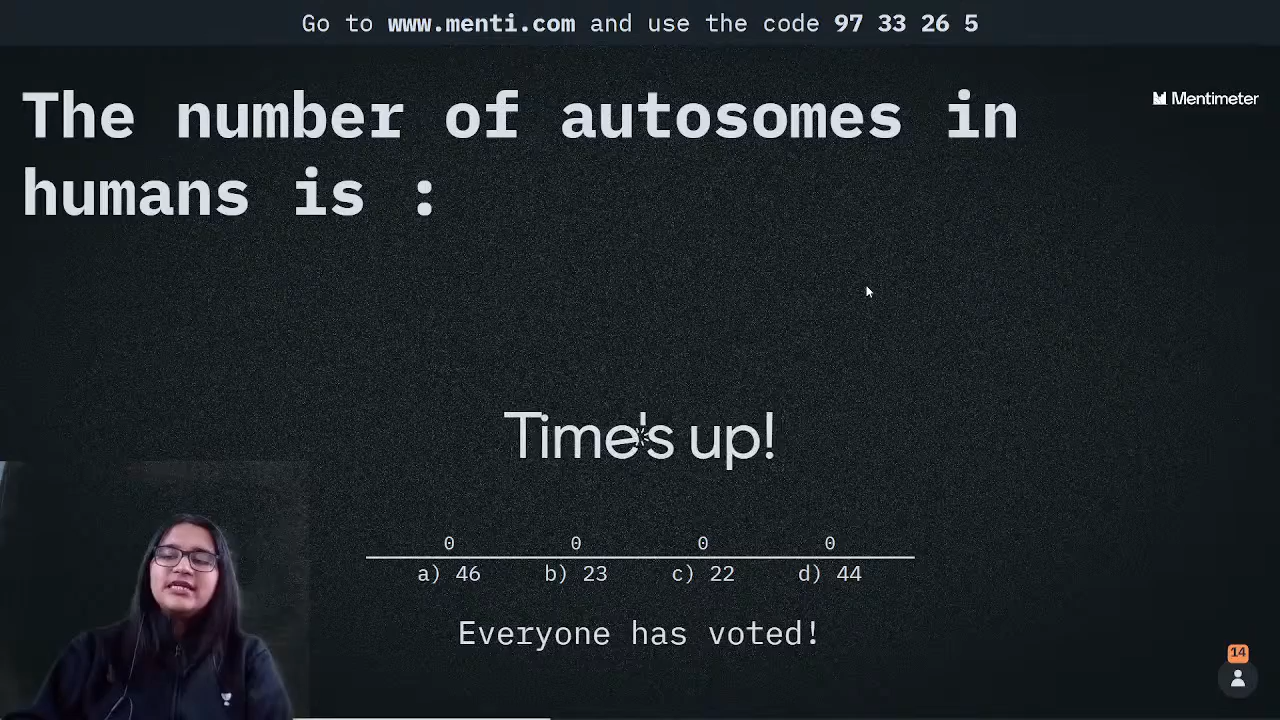 Go to www.menti.com and use the code 97 33 26 5
Mentimeter
The number of autosomes in
humans is :
Time's up!
0 0 0 0
a) 46 b) 23 c) 22 d) 44
Everyone has voted!
14